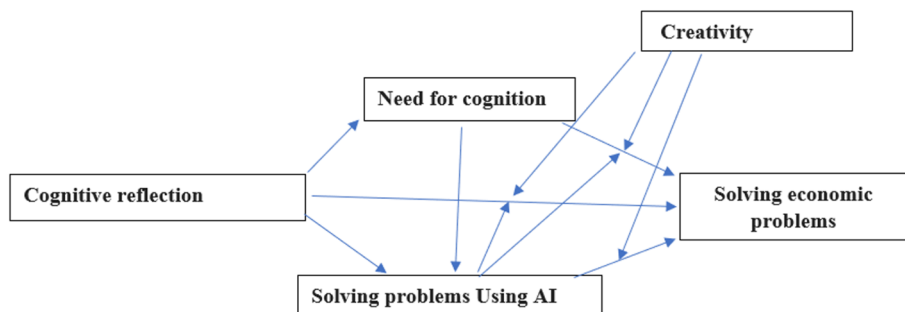 Creativity
Need for cognition
Cognitive reflection
Solving economic
problems
Solving problems Using AI